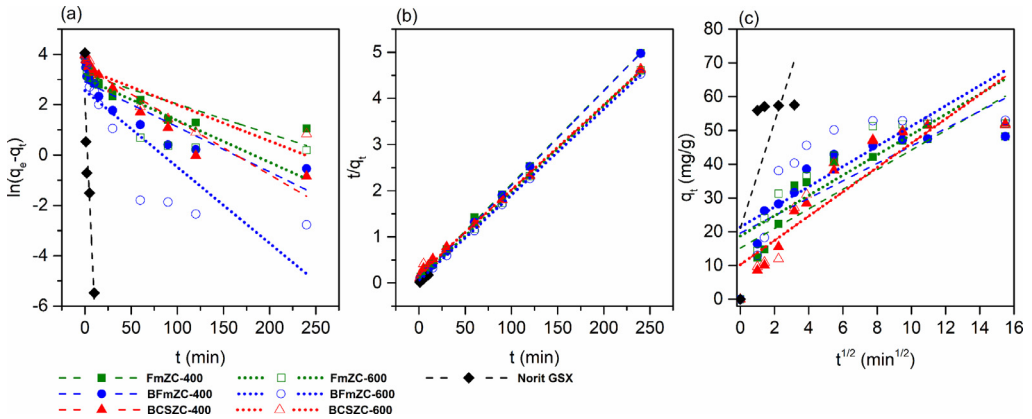 (a)
(b)
(c)
ln(qe-qt)
4
2
0
-2
-4
-6
0 50 100 150 200 250
t (min)
t/qt
5
4
3
2
1
0
0 50 100 150 200 250
t (min)
qt (mg/g)
90
80
70
60
50
40
30
20
10
0
0 2 4 6 8 10 12 14 16
t1/2 (min1/2)
FmZC-400 FmZC-600 Norit GSX
BFmZC-400 BFmZC-600
BCSZC-400 BCSZC-600